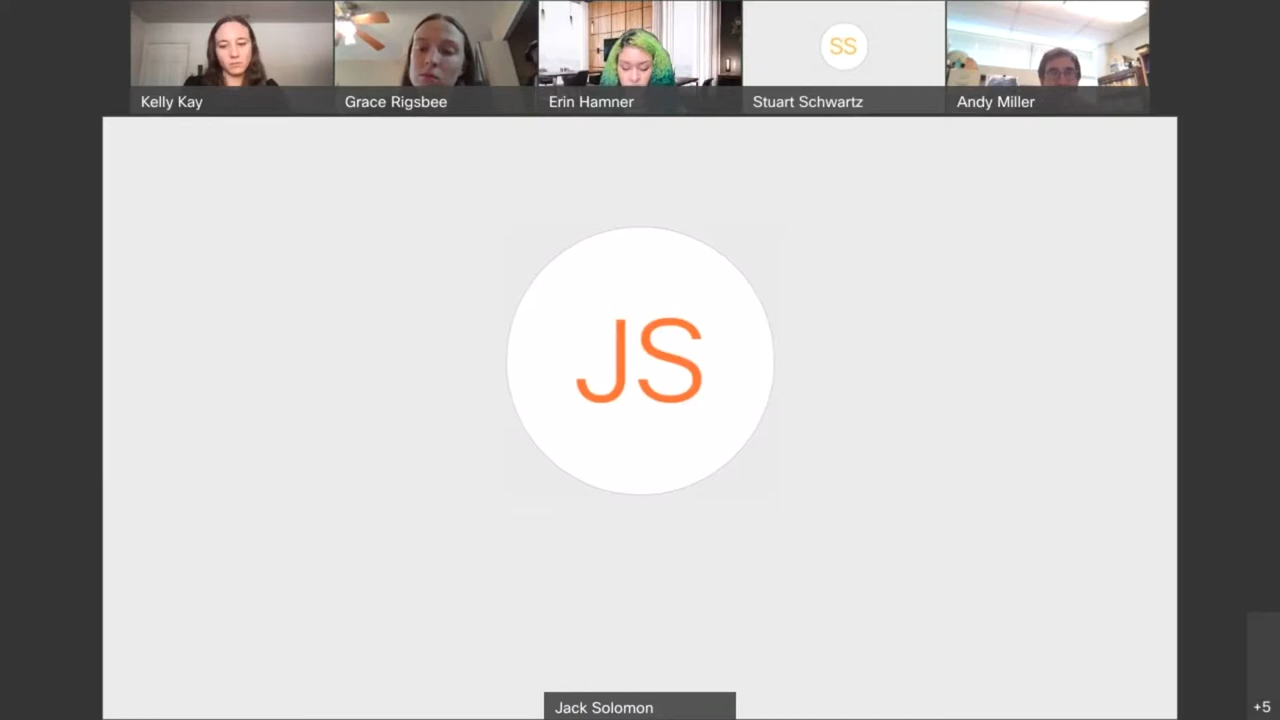 SS
Kelly Kay
Grace Rigsbee
Erin Hamner
Stuart Schwartz
Andy Miller
JS
Jack Solomon
+5